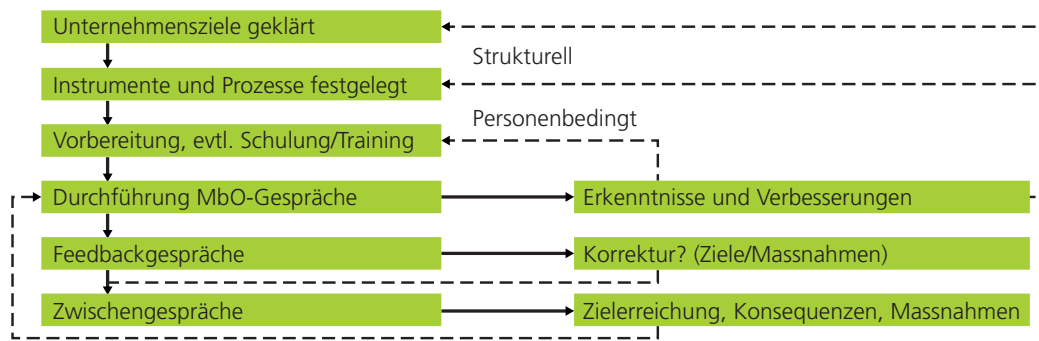 Unternehmensziele geklärt
Strukturell
Instrumente und Prozesse festgelegt
Personenbedingt
Vorbereitung, evtl. Schulung/Training
Durchführung MbO-Gespräche
Erkenntnisse und Verbesserungen
Feedbackgespräche
Korrektur? (Ziele/Massnahmen)
Zwischengespräche
Zielerreichung, Konsequenzen, Massnahmen